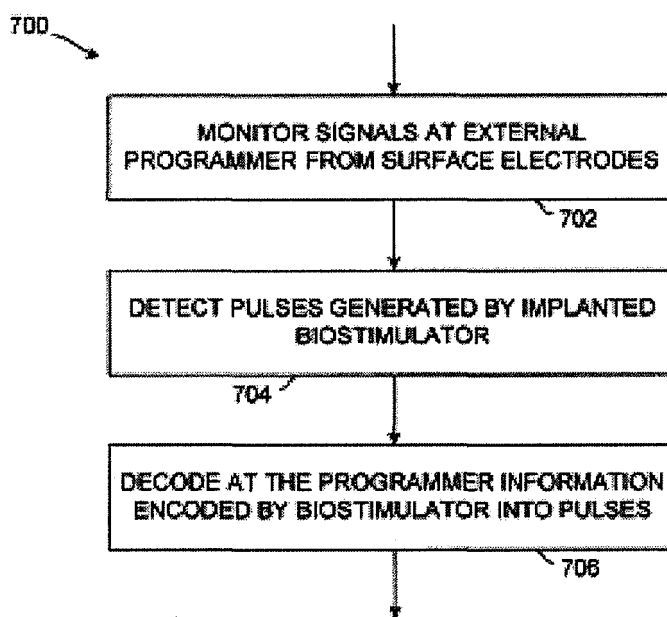 700
MONITOR SIGNALS AT EXTERNAL
PROGRAMMER FROM SURFACE ELECTRODES
702
DETECT PULSES GENERATED BY IMPLANTED
BIOSTIMULATOR
704
DECODE AT THE PROGRAMMER INFORMATION
ENCODED BY BIOSTIMULATOR INTO PULSES
706